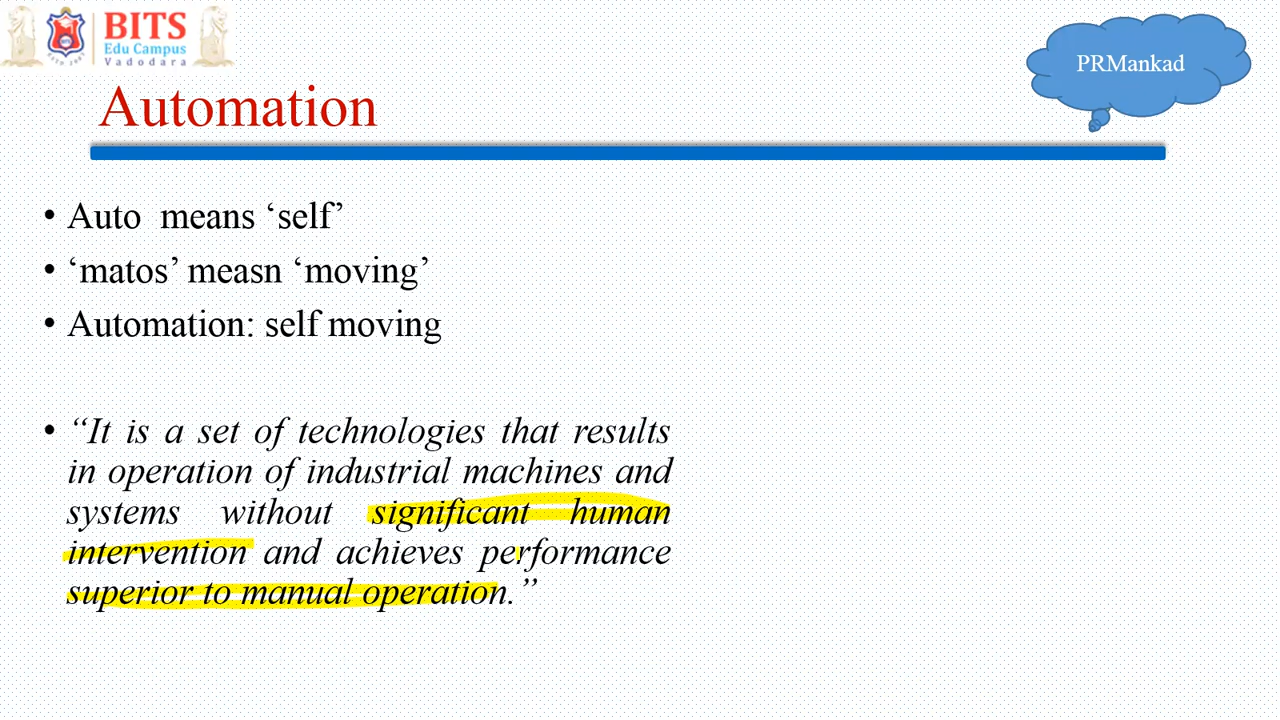 BITS
Edu Campus
Vadodara
PRMankad
Automation
• Auto means ‘self’
• ‘matos’ measn ‘moving’
• Automation: self moving
• “It is a set of technologies that results
in operation of industrial machines and
systems without significant human
intervention and achieves performance
superior to manual operation.”